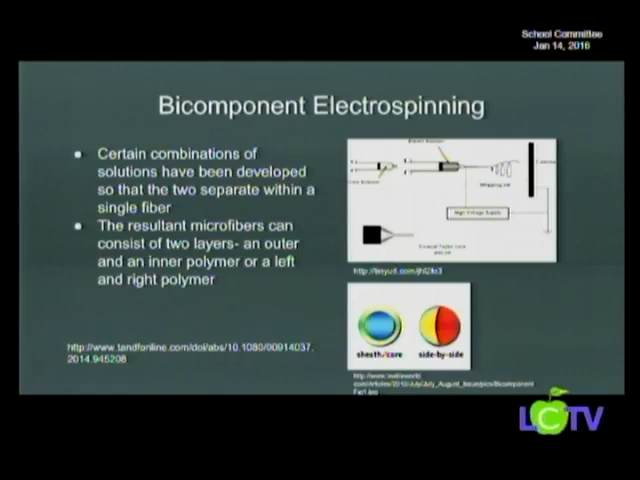 School Committee
Jan 14, 2016
Bicomponent Electrospinning
● Certain combinations of
solutions have been developed
so that the two separate within a
single fiber
● The resultant microfibers can
consist of two layers- an outer
and an inner polymer or a left
and right polymer
http://www.tandfonline.com/doi/abs/10.1080/00914037.
2014.945208
High Voltage Supply
sheath/core
side-by-side
LCTV